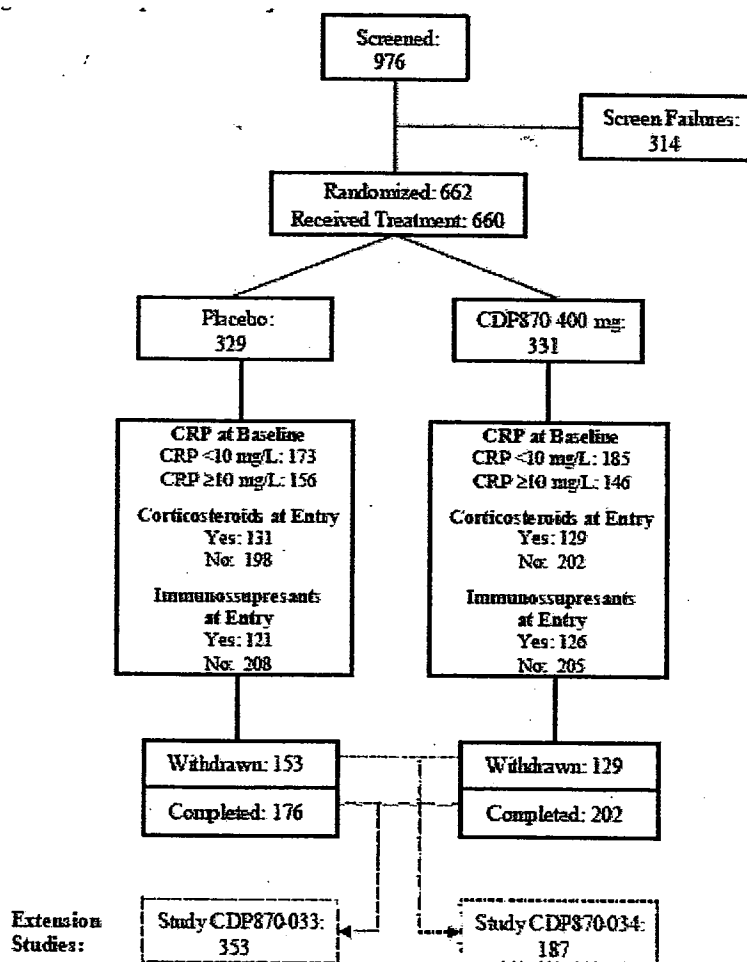 Screened:
976
Screen Failures:
314
Randomized: 662
Received Treatment: 660
Placebo:
329
CDP870 400 mg:
331
CRP at Baseline
CRP <10 mg/L: 173
CRP ≥10 mg/L: 156
Corticosteroids at Entry
Yes: 131
No: 198
Immunossupresants
at Entry
Yes: 121
No: 208
CRP at Baseline
CRP <10 mg/L: 185
CRP ≥10 mg/L: 146
Corticosteroids at Entry
Yes: 129
No: 202
Immunossupresants
at Entry
Yes: 126
No: 205
Withdrawn: 153
Completed: 176
Withdrawn: 129
Completed: 202
Extension
Studies:
Study CDP870-033:
353
Study CDP870-034:
187